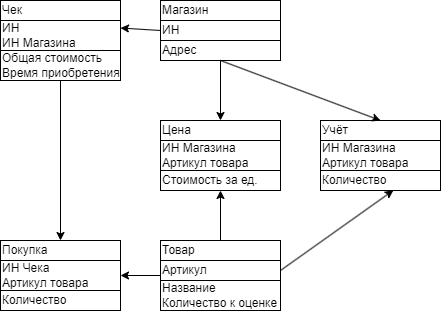 Чек
ИН
ИН Магазина
Общая стоимость
Время приобретения
Магазин
ИН
Адрес
Цена
ИН Магазина
Артикул товара
Стоимость за ед.
Учёт
ИН Магазина
Артикул товара
Количество
Покупка
ИН Чека
Артикул товара
Количество
Товар
Артикул
Название
Количество к оценке